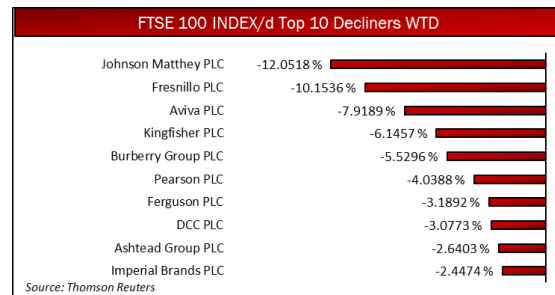 FTSE 100 INDEX/d Top 10 Decliners WTD
Johnson Matthey PLC -12.0518 %
Fresnillo PLC -10.1536 %
Aviva PLC -7.9189 %
Kingfisher PLC -6.1457 %
Burberry Group PLC -5.5296 %
Pearson PLC -4.0388 %
Ferguson PLC -3.1892 %
DCC PLC -3.0773 %
Ashtead Group PLC -2.6403 %
Imperial Brands PLC -2.4474 %
Source: Thomson Reuters